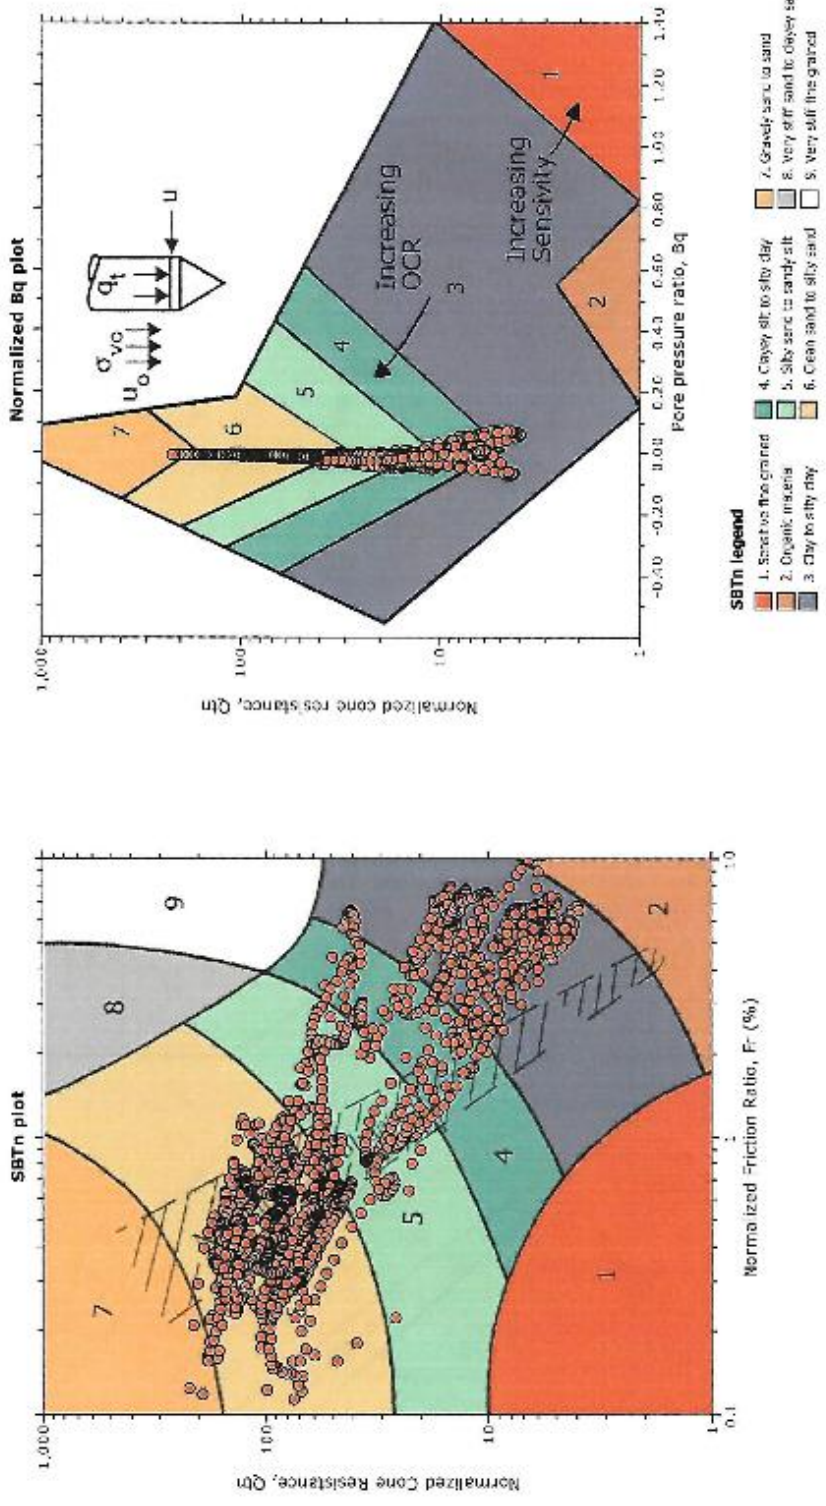 SBTn plot
Normalized Cone Resistance, Qtn
1,000
100
10
1
7
8
9
5
4
1
2
0.1
1
10
Normalized Friction Ratio, Fr (%)
Normalized Bq plot
Normalized cone resistance, Qtn
1,000
100
10
1
u
qt
σvo
uo
7
6
5
4
3
2
1
Increasing
OCR
Increasing
Sensivity
-0.40
-0.20
0.00
0.20
0.40
0.60
0.80
1.00
1.20
1.40
Pore pressure ratio, Bq
SBTn legend
1. Sensitive fine grained
2. Organic material
3. Clay to silty clay
4. Clayey silt to silty clay
5. Silty sand to sandy silt
6. Clean sand to silty sand
7. Gravely sand to sand
8. Very stiff sand to clayey sa
9. Very stiff fine grained